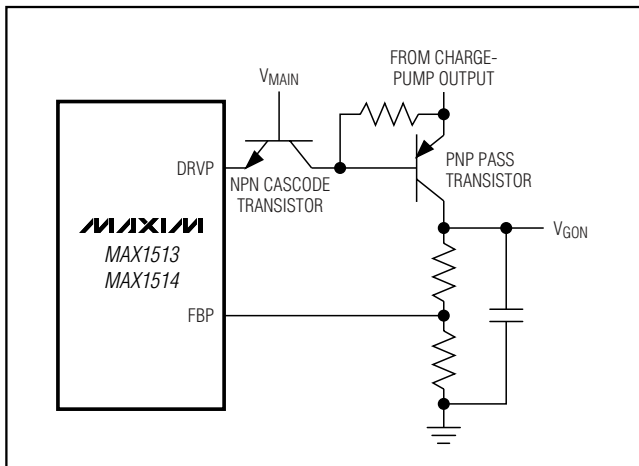 FROM CHARGE-
PUMP OUTPUT
VMAIN
DRVP
NPN CASCODE
TRANSISTOR
PNP PASS
TRANSISTOR
MAXIM
MAX1513
MAX1514
VGON
FBP